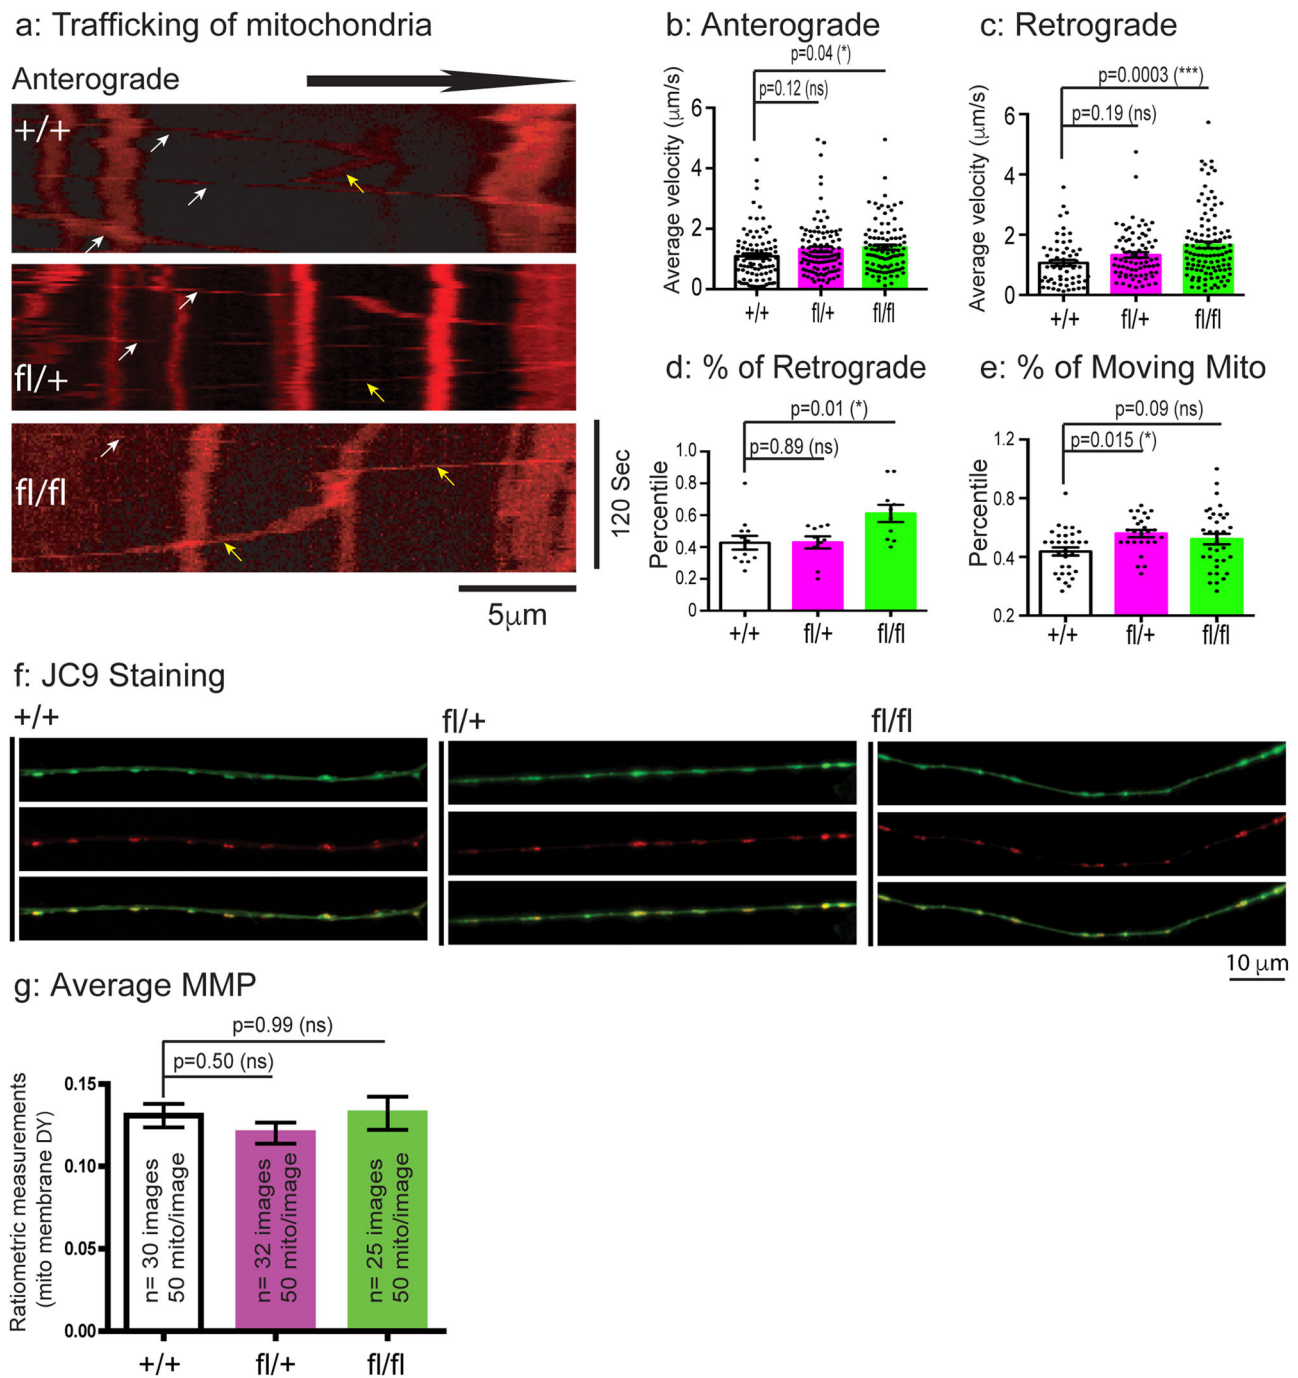 a: Trafficking of mitochondria
Anterograde
+/+
fl/+
fl/fl
120 Sec
5μm
b: Anterograde
p=0.04 (*)
p=0.12 (ns)
Average velocity (μm/s)
6
4
2
0
+/+ fl/+ fl/fl
c: Retrograde
p=0.0003 (***)
p=0.19 (ns)
Average velocity (μm/s)
6
4
2
0
+/+ fl/+ fl/fl
d: % of Retrograde
p=0.01 (*)
p=0.89 (ns)
Percentile
1.0
0.8
0.6
0.4
0.2
0
+/+ fl/+ fl/fl
e: % of Moving Mito
p=0.09 (ns)
p=0.015 (*)
Percentile
1.2
0.8
0.4
0.2
+/+ fl/+ fl/fl
f: JC9 Staining
+/+
fl/+
fl/fl
10 μm
g: Average MMP
p=0.99 (ns)
p=0.50 (ns)
Ratiometric measurements
(mito membrane DY)
0.15
0.10
0.05
0.00
n= 30 images
50 mito/image
n= 32 images
50 mito/image
n= 25 images
50 mito/image
+/+ fl/+ fl/fl